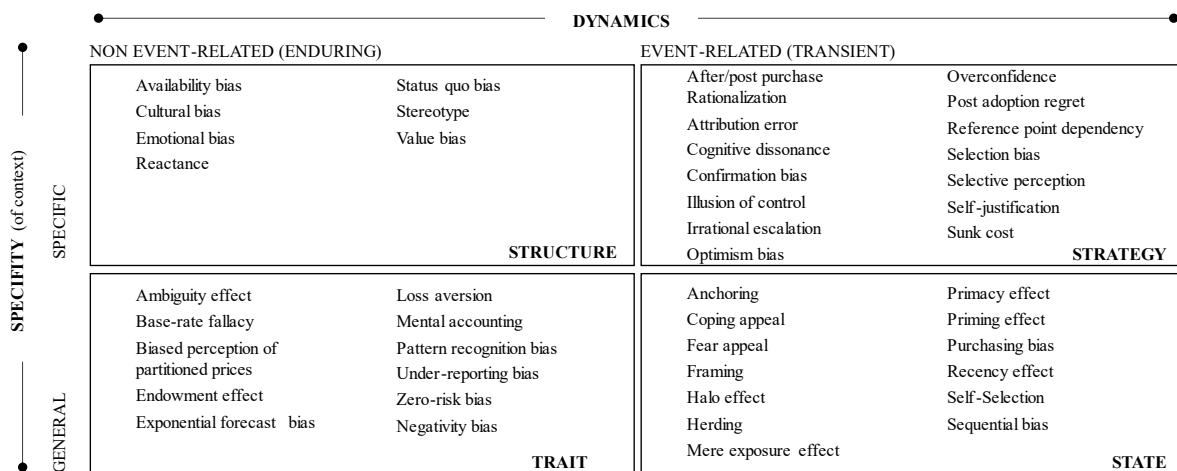 DYNAMICS
NON EVENT-RELATED (ENDURING)
EVENT-RELATED (TRANSIENT)
SPECIFITY (of context)
SPECIFIC
Availability bias
Cultural bias
Emotional bias
Reactance
Status quo bias
Stereotype
Value bias
STRUCTURE
After/post purchase
Rationalization
Attribution error
Cognitive dissonance
Confirmation bias
Illusion of control
Irrational escalation
Optimism bias
Overconfidence
Post adoption regret
Reference point dependency
Selection bias
Selective perception
Self-justification
Sunk cost
STRATEGY
GENERAL
Ambiguity effect
Base-rate fallacy
Biased perception of
partitioned prices
Endowment effect
Exponential forecast bias
Loss aversion
Mental accounting
Pattern recognition bias
Under-reporting bias
Zero-risk bias
Negativity bias
TRAIT
Anchoring
Coping appeal
Fear appeal
Framing
Halo effect
Herding
Mere exposure effect
Primacy effect
Priming effect
Purchasing bias
Recency effect
Self-Selection
Sequential bias
STATE